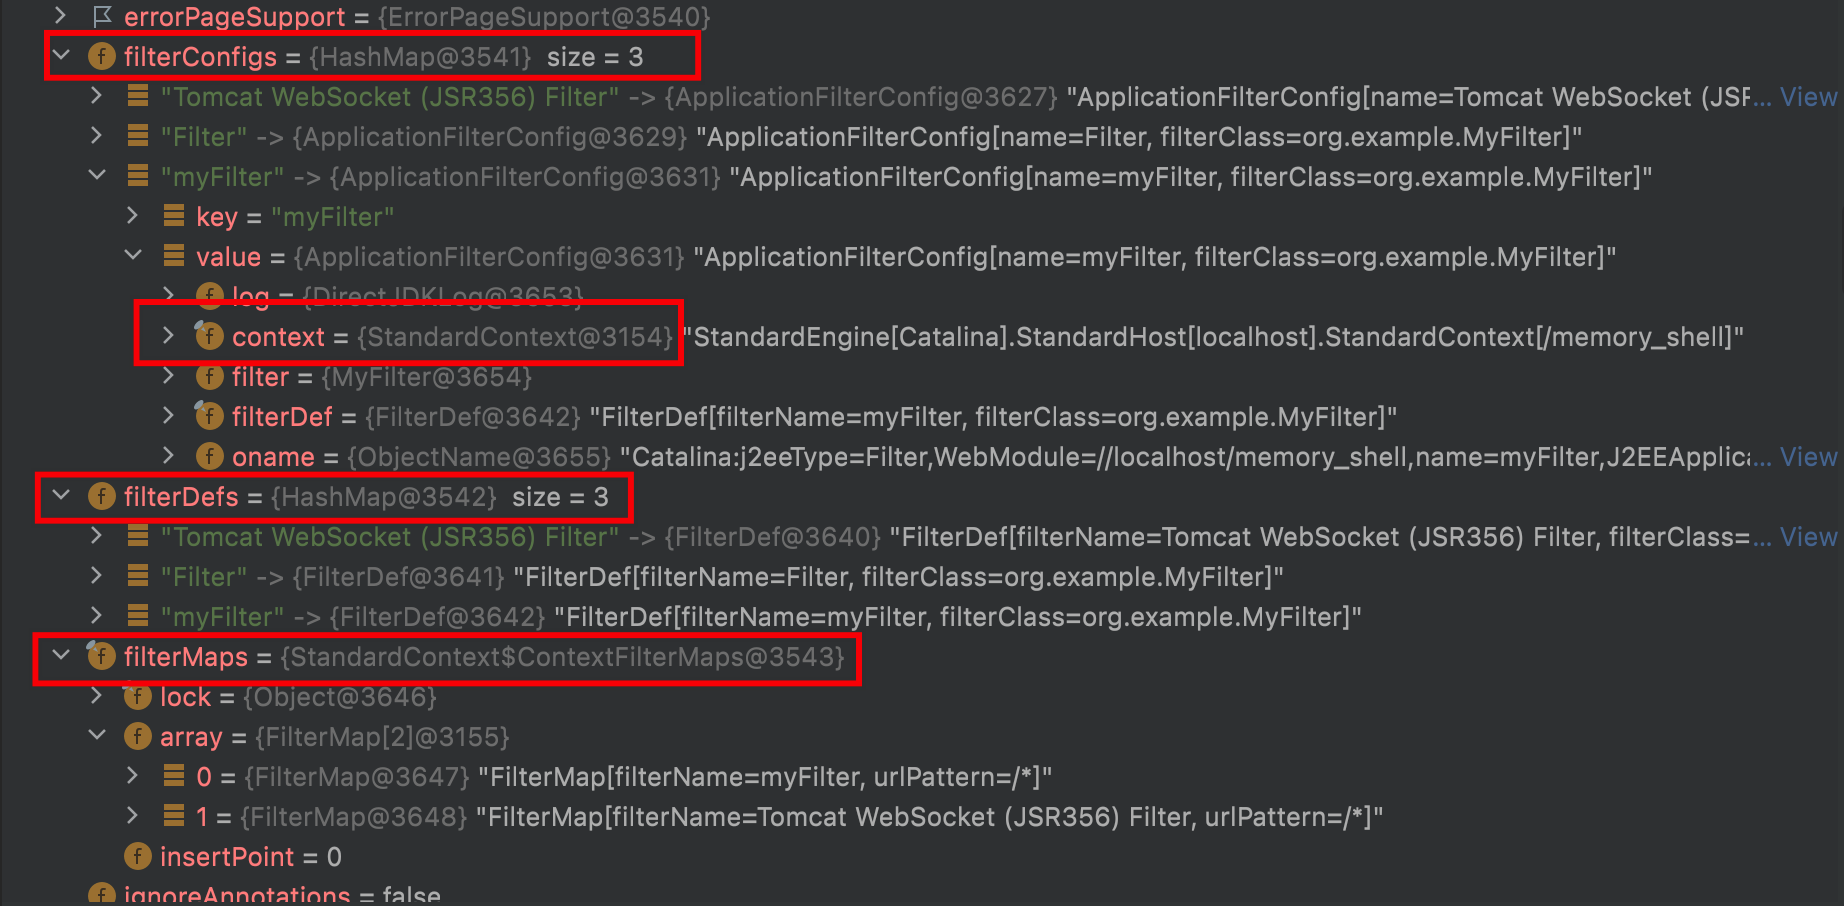 errorPageSupport = {ErrorPageSupport@3540}
f filterConfigs = {HashMap@3541} size = 3
"Tomcat WebSocket (JSR356) Filter" -> {ApplicationFilterConfig@3627} "ApplicationFilterConfig[name=Tomcat WebSocket (JSF... View
"Filter" -> {ApplicationFilterConfig@3629} "ApplicationFilterConfig[name=Filter, filterClass=org.example.MyFilter]"
"myFilter" -> {ApplicationFilterConfig@3631} "ApplicationFilterConfig[name=myFilter, filterClass=org.example.MyFilter]"
key = "myFilter"
value = {ApplicationFilterConfig@3631} "ApplicationFilterConfig[name=myFilter, filterClass=org.example.MyFilter]"
f log = {DirectJDKLog@3653}
f context = {StandardContext@3154} "StandardEngine[Catalina].StandardHost[localhost].StandardContext[/memory_shell]"
f filter = {MyFilter@3654}
f filterDef = {FilterDef@3642} "FilterDef[filterName=myFilter, filterClass=org.example.MyFilter]"
f oname = {ObjectName@3655} "Catalina:j2eeType=Filter,WebModule=//localhost/memory_shell,name=myFilter,J2EEApplica... View
f filterDefs = {HashMap@3542} size = 3
"Tomcat WebSocket (JSR356) Filter" -> {FilterDef@3640} "FilterDef[filterName=Tomcat WebSocket (JSR356) Filter, filterClass=... View
"Filter" -> {FilterDef@3641} "FilterDef[filterName=Filter, filterClass=org.example.MyFilter]"
"myFilter" -> {FilterDef@3642} "FilterDef[filterName=myFilter, filterClass=org.example.MyFilter]"
f filterMaps = {StandardContext$ContextFilterMaps@3543}
f lock = {Object@3646}
f array = {FilterMap[2]@3155}
0 = {FilterMap@3647} "FilterMap[filterName=myFilter, urlPattern=/*]"
1 = {FilterMap@3648} "FilterMap[filterName=Tomcat WebSocket (JSR356) Filter, urlPattern=/*]"
f insertPoint = 0
f ignoreAnnotations = false